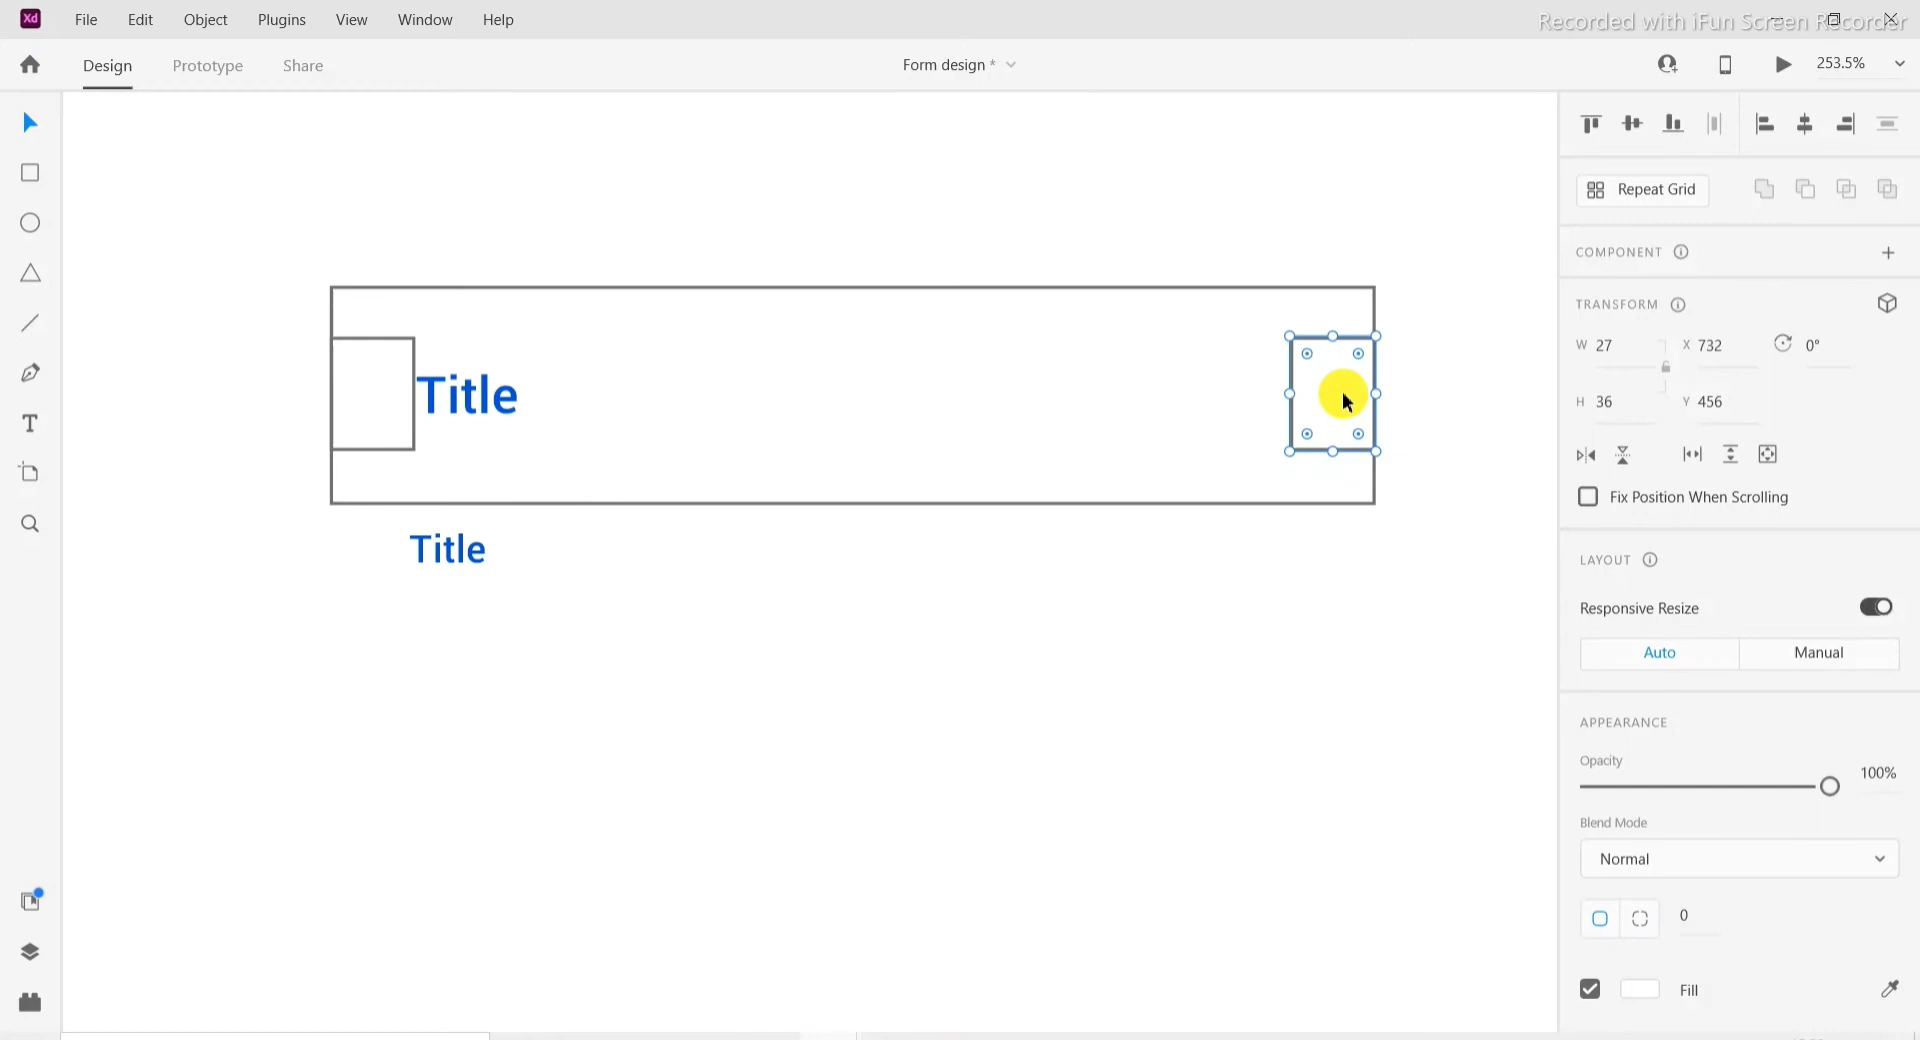 Xd File Edit Object Plugins View Window Help
Recorded with iFun Screen Recorder
Design Prototype Share
Form design *
253.5%
Repeat Grid
COMPONENT
TRANSFORM
W 27 X 732 0°
H 36 Y 456
Fix Position When Scrolling
LAYOUT
Responsive Resize
Auto Manual
APPEARANCE
Opacity
100%
Blend Mode
Normal
0
Fill
Title
Title
T